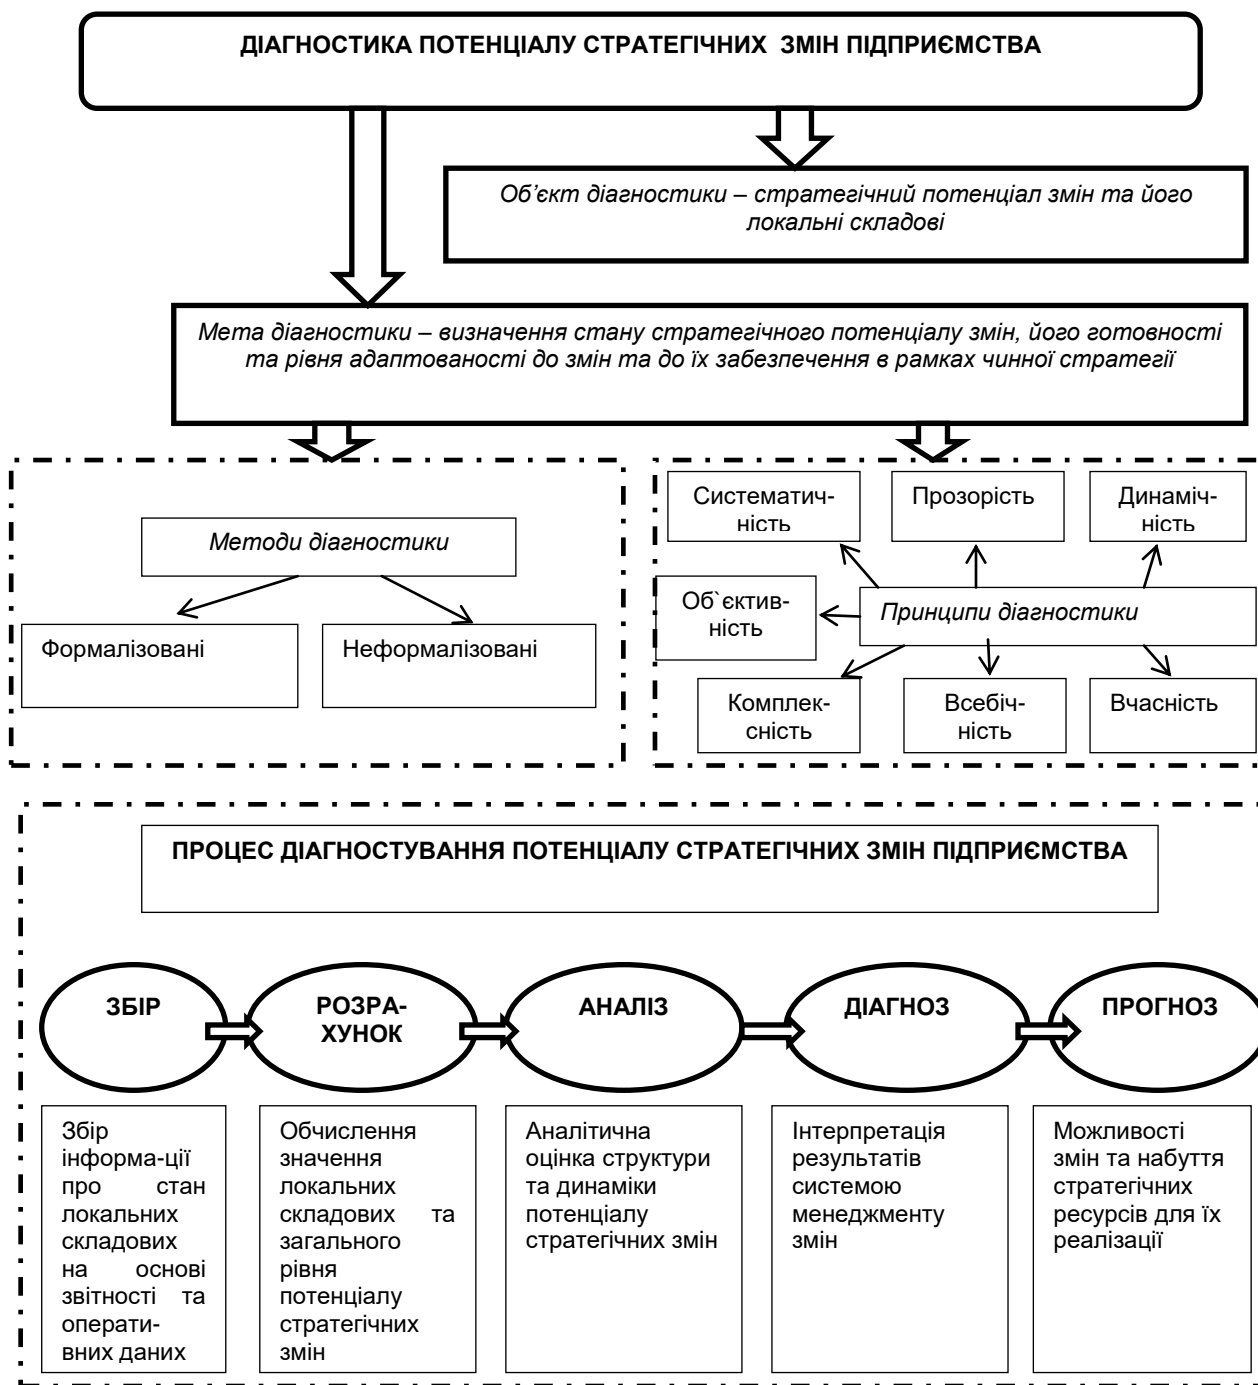 ДІАГНОСТИКА ПОТЕНЦІАЛУ СТРАТЕГІЧНИХ ЗМІН ПІДПРИЄМСТВА
Об’єкт діагностики – стратегічний потенціал змін та його
локальні складові
Мета діагностики – визначення стану стратегічного потенціалу змін, його готовності
та рівня адаптованості до змін та до їх забезпечення в рамках чинної стратегії
Методи діагностики
Формалізовані
Неформалізовані
Систематич-
ність
Прозорість
Динаміч-
ність
Об`єктив-
ність
Принципи діагностики
Комплек-
сність
Всебіч-
ність
Вчасність
ПРОЦЕС ДІАГНОСТУВАННЯ ПОТЕНЦІАЛУ СТРАТЕГІЧНИХ ЗМІН ПІДПРИЄМСТВА
ЗБІР
РОЗРА-
ХУНОК
АНАЛІЗ
ДІАГНОЗ
ПРОГНОЗ
Збір
інформа-ції
про стан
локальних
складових
на основі
звітності та
операти-
вних даних
Обчислення
значення
локальних
складових та
загального
рівня
потенціалу
стратегічних
змін
Аналітична
оцінка структури
та динаміки
потенціалу
стратегічних змін
Інтерпретація
результатів
системою
менеджменту
змін
Можливості
змін та набуття
стратегічних
ресурсів для їх
реалізації